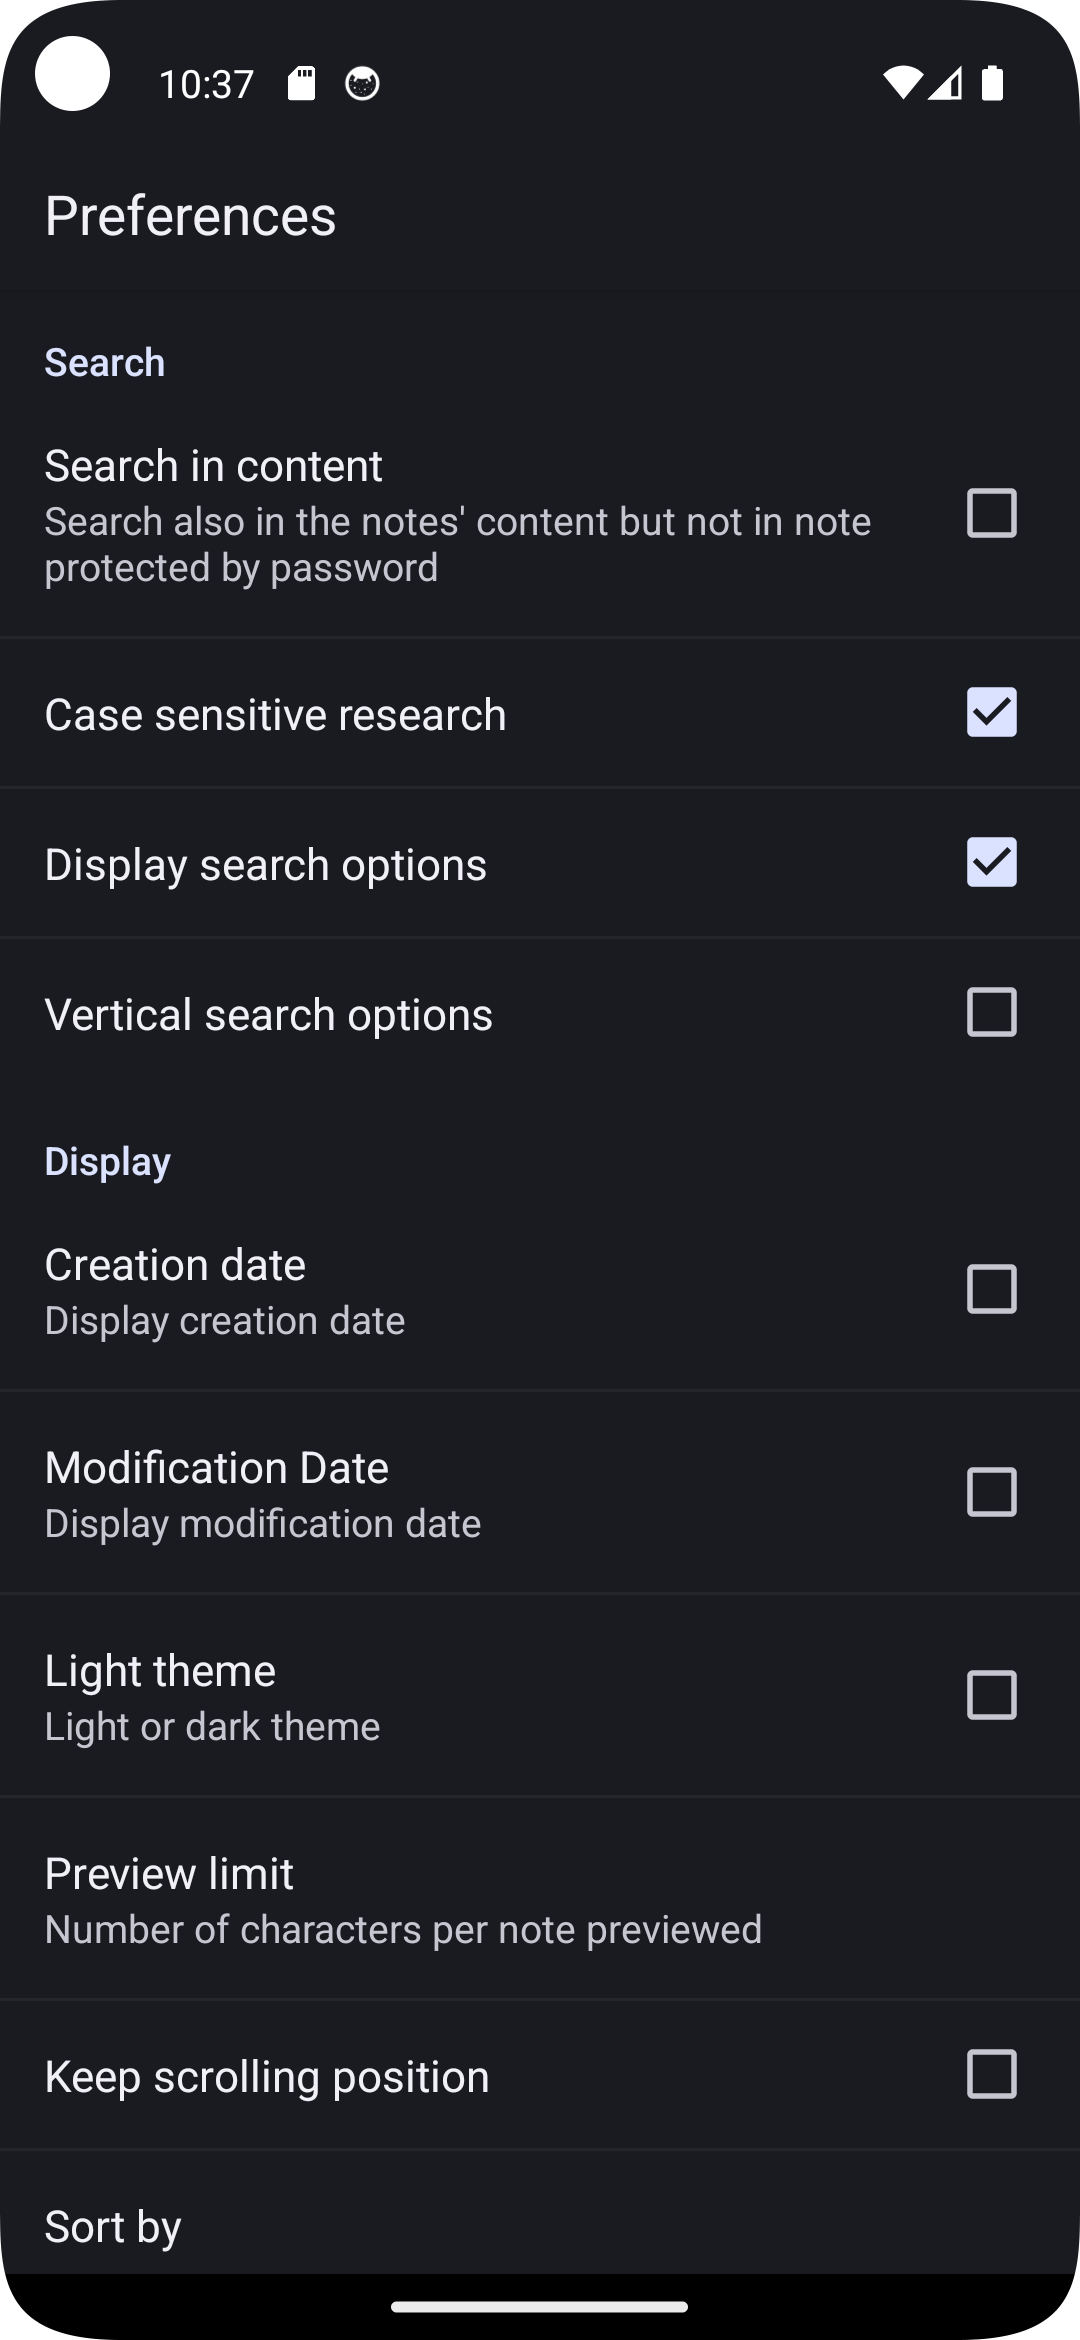 10:37
Preferences
Search
Search in content
Search also in the notes' content but not in note
protected by password
Case sensitive research
Display search options
Vertical search options
Display
Creation date
Display creation date
Modification Date
Display modification date
Light theme
Light or dark theme
Preview limit
Number of characters per note previewed
Keep scrolling position
Sort by